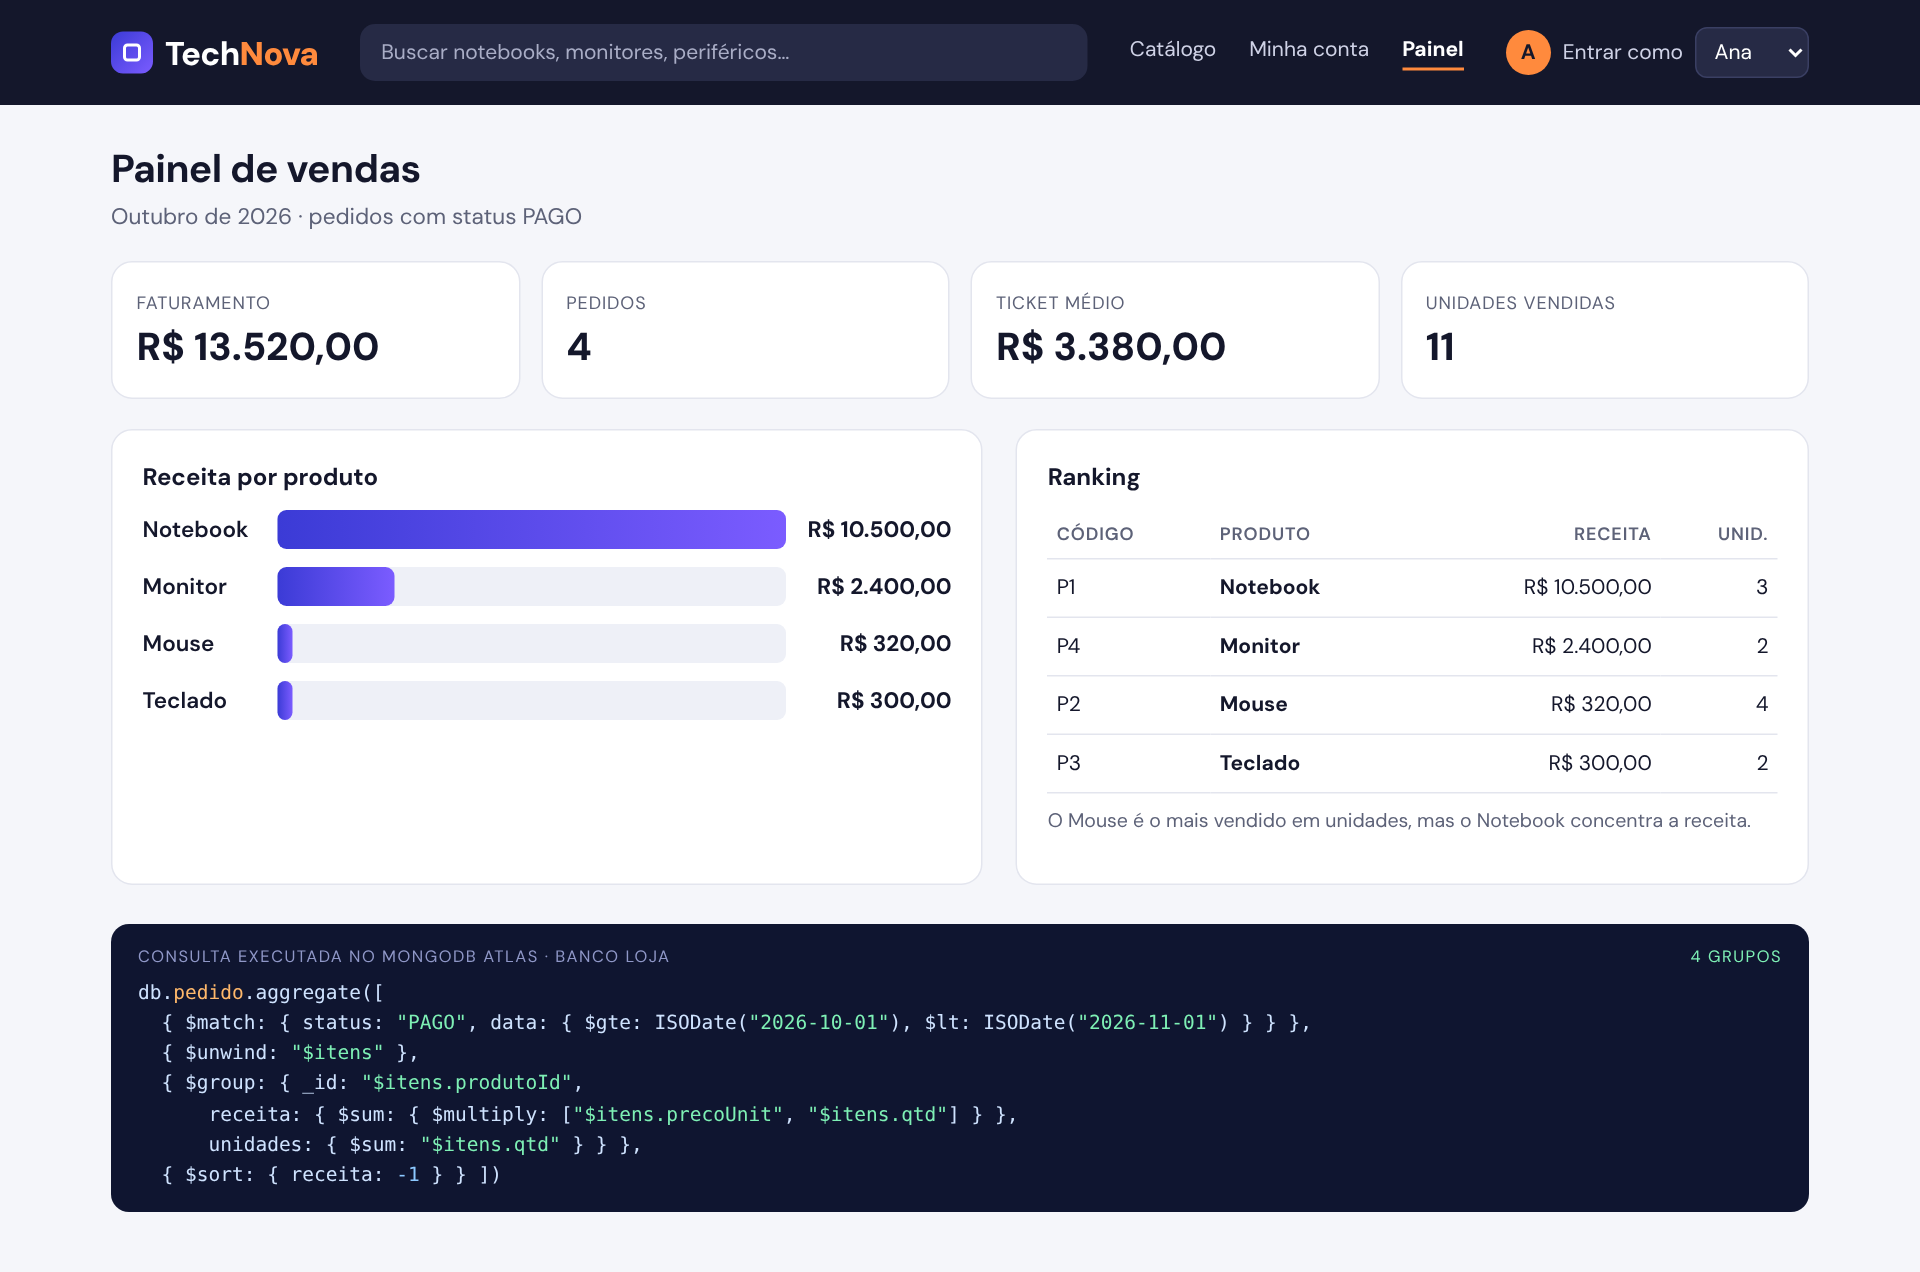 TechNova
Buscar notebooks, monitores, periféricos...
Catálogo
Minha conta
Painel
A
Entrar como
Ana
Painel de vendas
Outubro de 2026 · pedidos com status PAGO
FATURAMENTO
R$ 13.520,00
PEDIDOS
4
TICKET MÉDIO
R$ 3.380,00
UNIDADES VENDIDAS
11
Receita por produto
Notebook R$ 10.500,00
Monitor R$ 2.400,00
Mouse R$ 320,00
Teclado R$ 300,00
Ranking
CÓDIGO PRODUTO RECEITA UNID.
P1 Notebook R$ 10.500,00 3
P4 Monitor R$ 2.400,00 2
P2 Mouse R$ 320,00 4
P3 Teclado R$ 300,00 2
O Mouse é o mais vendido em unidades, mas o Notebook concentra a receita.
CONSULTA EXECUTADA NO MONGODB ATLAS · BANCO LOJA
4 GRUPOS
db.pedido.aggregate([
  { $match: { status: "PAGO", data: { $gte: ISODate("2026-10-01"), $lt: ISODate("2026-11-01") } } },
  { $unwind: "$itens" },
  { $group: { _id: "$itens.produtoId",
      receita: { $sum: { $multiply: ["$itens.precoUnit", "$itens.qtd"] } },
      unidades: { $sum: "$itens.qtd" } } },
  { $sort: { receita: -1 } } ])